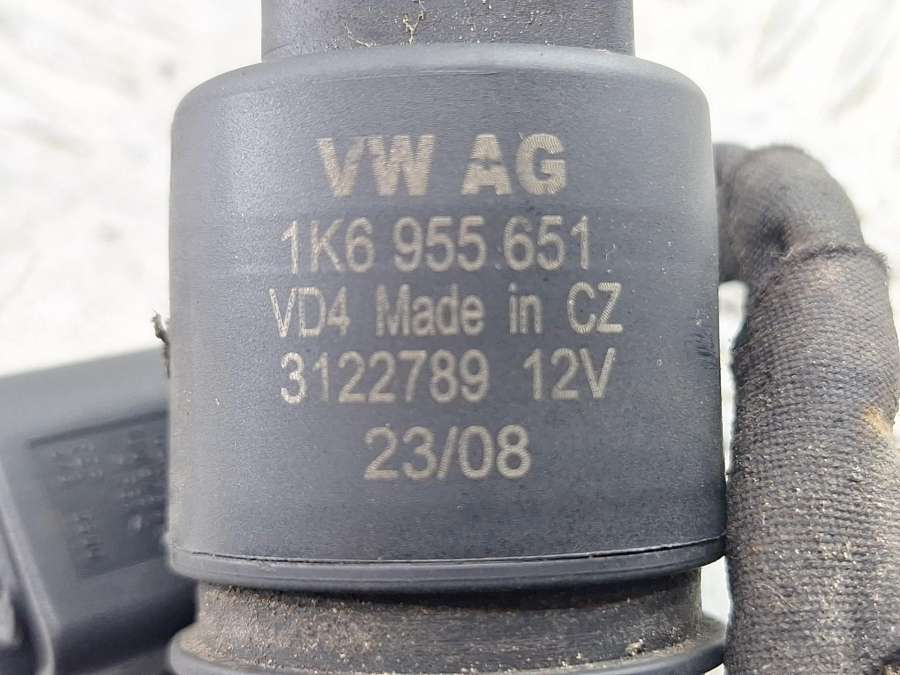 VW AG
1K6 955 651
VD4 Made in CZ
3122789 12V
23/08